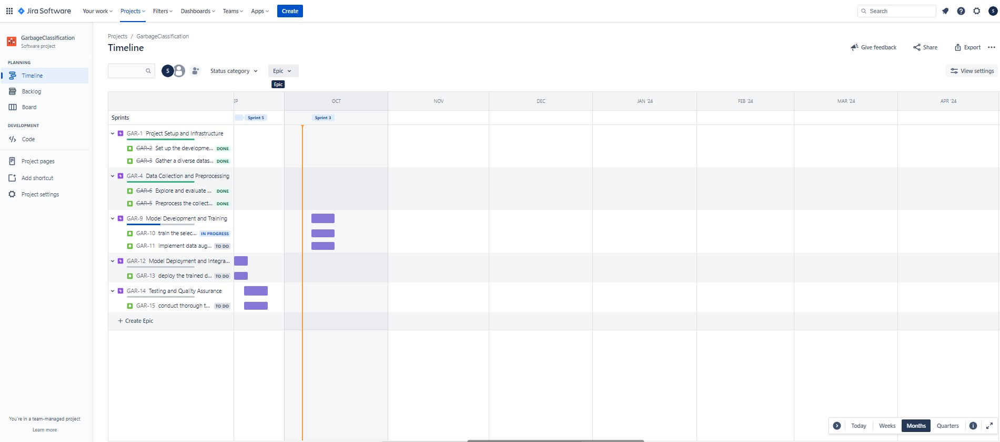 Jira Software Your work Projects Filters Dashboards Teams Apps Create Search S
GarbageClassification
Software project
PLANNING
Timeline
Backlog
Board
DEVELOPMENT
Code
Project pages
Add shortcut
Project settings
You're in a team-managed project
Learn more
Projects / GarbageClassification
Timeline
Give feedback Share Export
S Status category Epic View settings
Epic
EP OCT NOV DEC JAN '24 FEB '24 MAR '24 APR '24
Sprints Sprint 5 Sprint 3
GAR-1 Project Setup and Infrastructure
GAR-2 Set up the developme... DONE
GAR-3 Gather a diverse datas... DONE
GAR-4 Data Collection and Preprocessing
GAR-6 Explore and evaluate ... DONE
GAR-5 Preprocess the collect... DONE
GAR-9 Model Development and Training
GAR-10 train the selec... IN PROGRESS
GAR-11 implement data aug... TO DO
GAR-12 Model Deployment and Integra...
GAR-13 deploy the trained d... TO DO
GAR-14 Testing and Quality Assurance
GAR-15 conduct thorough t... TO DO
+ Create Epic
Today Weeks Months Quarters